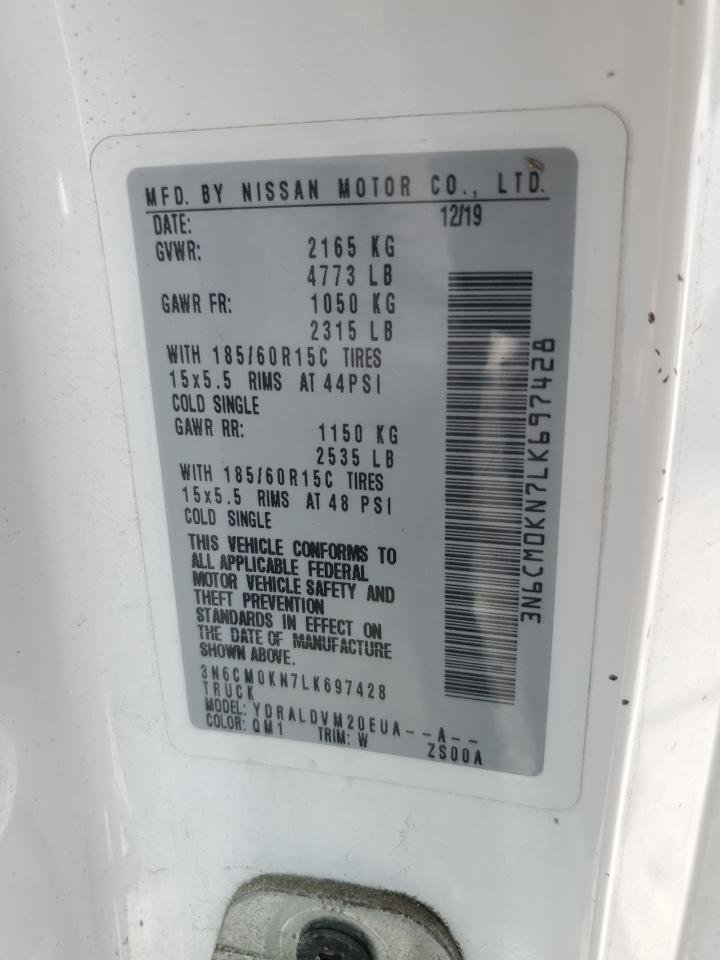 MFD. BY NISSAN MOTOR CO., LTD.
DATE: 12/19
GVWR: 2165 KG
4773 LB
GAWR FR: 1050 KG
2315 LB
WITH 185/60R15C TIRES
15x5.5 RIMS AT 44PSI
COLD SINGLE
GAWR RR: 1150 KG
2535 LB
WITH 185/60R15C TIRES
15x5.5 RIMS AT 48 PSI
COLD SINGLE
THIS VEHICLE CONFORMS TO
ALL APPLICABLE FEDERAL
MOTOR VEHICLE SAFETY AND
THEFT PREVENTION
STANDARDS IN EFFECT ON
THE DATE OF MANUFACTURE
SHOWN ABOVE.
3N6CM0KN7LK697428
TRUCK
MODEL: YDRALDVM20EUA--A--
COLOR: QM1 TRIM: W ZS00A
3N6CM0KN7LK697428